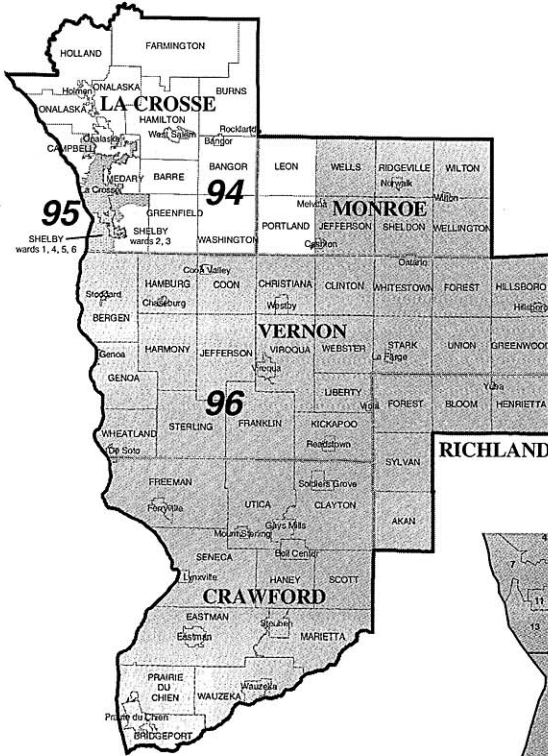 HOLLAND
FARMINGTON
Holmen
ONALASKA
BURNS
LA CROSSE
ONALASKA
HAMILTON
West Salem
Rockland
Onalaska
Bangor
CAMPBELL
MEDARY
BARRE
BANGOR
LEON
WELLS
RIDGEVILLE
WILTON
Norwalk
La Crosse
94
Wilton
95
GREENFIELD
Melvina
MONROE
SHELBY
wards 1, 4, 5, 6
SHELBY
wards 2, 3
PORTLAND
JEFFERSON
SHELDON
WELLINGTON
WASHINGTON
Cashton
Ontario
Coon Valley
Stoddard
HAMBURG
COON
CHRISTIANA
CLINTON
WHITESTOWN
FOREST
HILLSBORO
Chaseburg
Westby
Hillsboro
BERGEN
VERNON
Genoa
HARMONY
JEFFERSON
VIROQUA
WEBSTER
STARK
UNION
GREENWOOD
Viroqua
La Farge
GENOA
96
LIBERTY
Viola
Yuba
FOREST
BLOOM
HENRIETTA
WHEATLAND
STERLING
FRANKLIN
KICKAPOO
De Soto
Readstown
RICHLAND
SYLVAN
FREEMAN
Soldiers Grove
Ferryville
UTICA
CLAYTON
Gays Mills
AKAN
Mount Sterling
Bell Center
SENECA
Lynxville
HANEY
SCOTT
CRAWFORD
EASTMAN
Steuben
Eastman
MARIETTA
PRAIRIE
DU
CHIEN
WAUZEKA
Wauzeka
Prairie du Chien
BRIDGEPORT
4
7
11
13